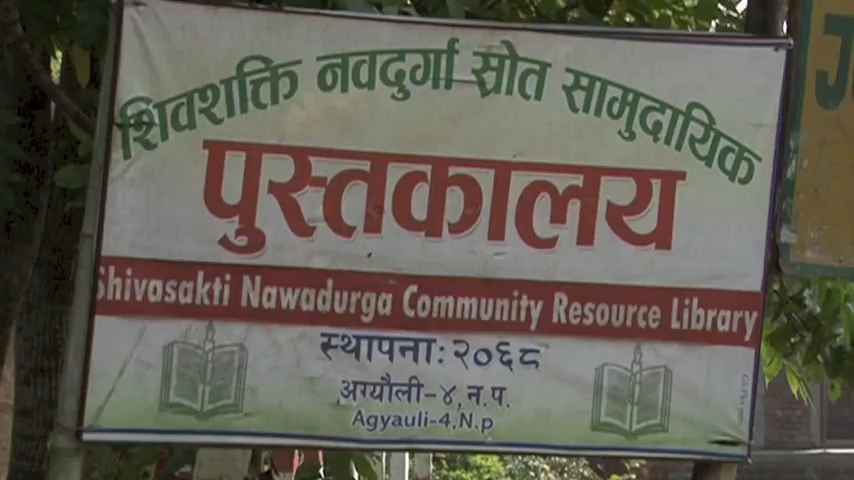 शिवशक्ति नवदुर्गा स्रोत सामुदायिक
पुस्तकालय
Shivasakti Nawadurga Community Resource Library
स्थापना: २०६८
अग्यौली-४, न.प.
Agyauli-4,N.p